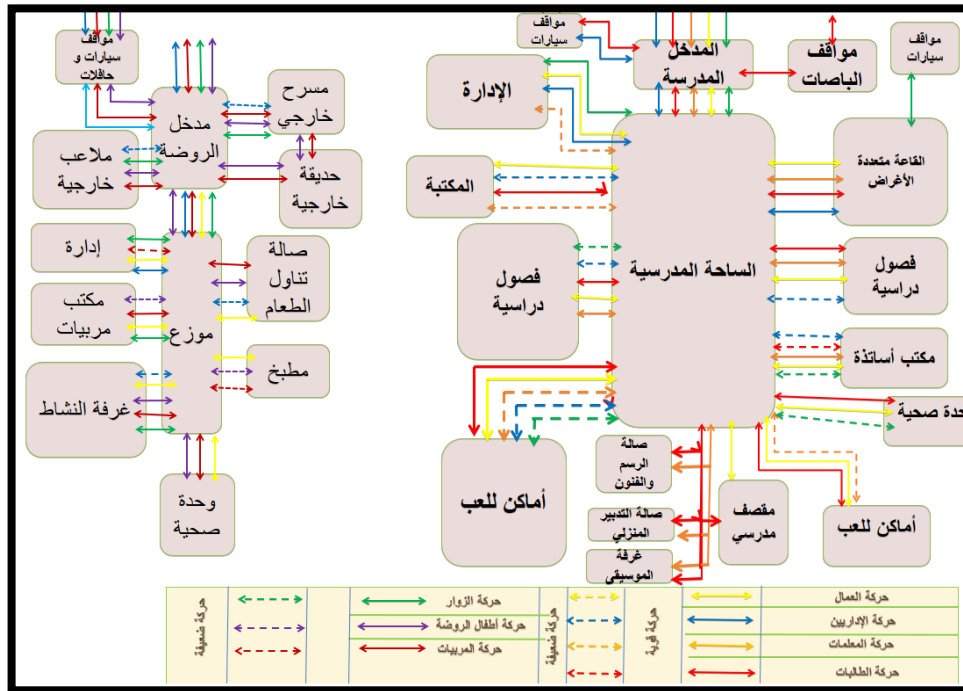 مواقف
سيارات و
حافلات
مدخل
الروضة
مسرح
خارجي
ملاعب
خارجية
حديقة
خارجية
إدارة
صالة
تناول
الطعام
مكتب
مربيات
موزع
مطبخ
غرفة النشاط
وحدة
صحية
مواقف
سيارات
المدخل
المدرسة
مواقف
الباصات
مواقف
سيارات
الإدارة
القاعة متعددة
الأغراض
المكتبة
الساحة المدرسية
فصول
دراسية
فصول
دراسية
مكتب أساتذة
حدة صحية
أماكن للعب
صالة
الرسم
والفنون
صالة التدبير
المنزلي
غرفة
الموسيقى
مقصف
مدرسي
أماكن للعب
حركة العمال
حركة الإداريين
حركة المعلمات
حركة الطالبات
حركة قوية
حركة ضعيفة
حركة الزوار
حركة أطفال الروضة
حركة المربيات
حركة ضعيفة